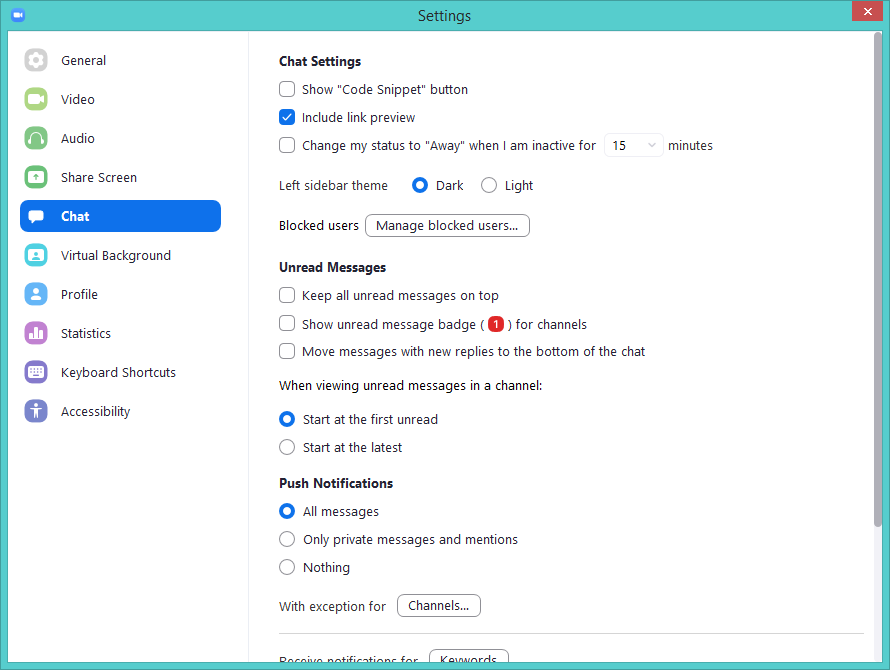 Settings
General
Video
Audio
Share Screen
Chat
Virtual Background
Profile
Statistics
Keyboard Shortcuts
Accessibility
Chat Settings
Show "Code Snippet" button
Include link preview
Change my status to "Away" when I am inactive for 15 minutes
Left sidebar theme Dark Light
Blocked users Manage blocked users...
Unread Messages
Keep all unread messages on top
Show unread message badge ( 1 ) for channels
Move messages with new replies to the bottom of the chat
When viewing unread messages in a channel:
Start at the first unread
Start at the latest
Push Notifications
All messages
Only private messages and mentions
Nothing
With exception for Channels...
Receive notifications for Keywords